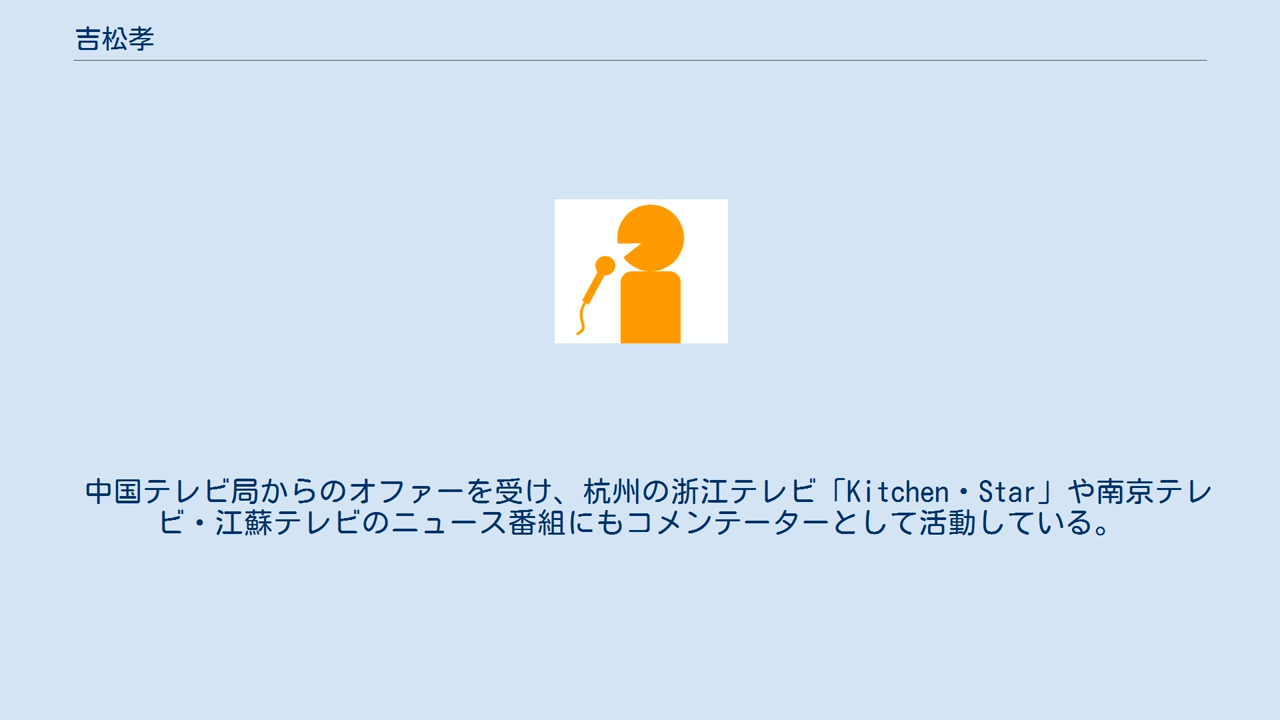 吉松孝
中国テレビ局からのオファーを受け、杭州の浙江テレビ「Kitchen・Star」や南京テレ
ビ・江蘇テレビのニュース番組にもコメンテーターとして活動している。